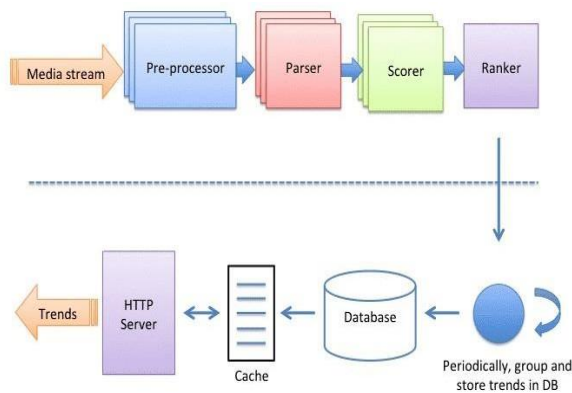 Media stream
Pre-processor
Parser
Scorer
Ranker
Trends
HTTP
Server
Cache
Database
Periodically, group and
store trends in DB